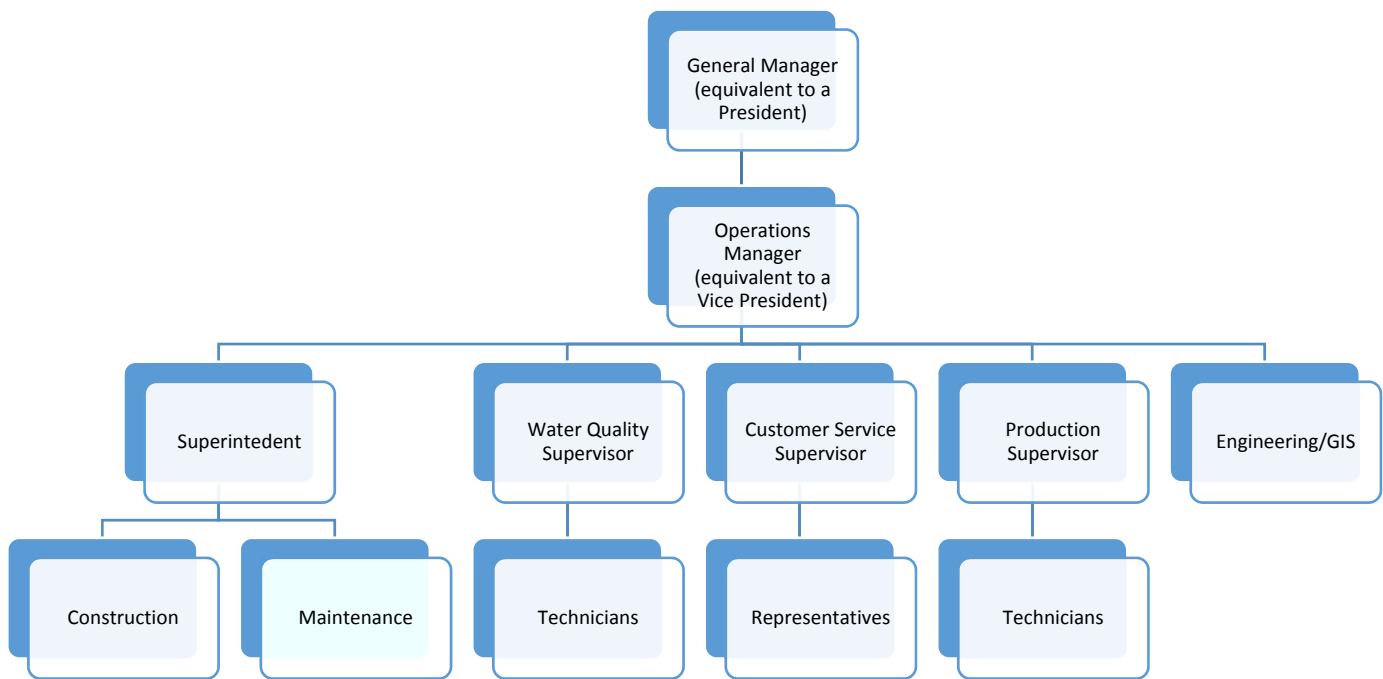 General Manager
(equivalent to a
President)
Operations
Manager
(equivalent to a
Vice President)
Superintedent
Water Quality
Supervisor
Customer Service
Supervisor
Production
Supervisor
Engineering/GIS
Construction
Maintenance
Technicians
Representatives
Technicians